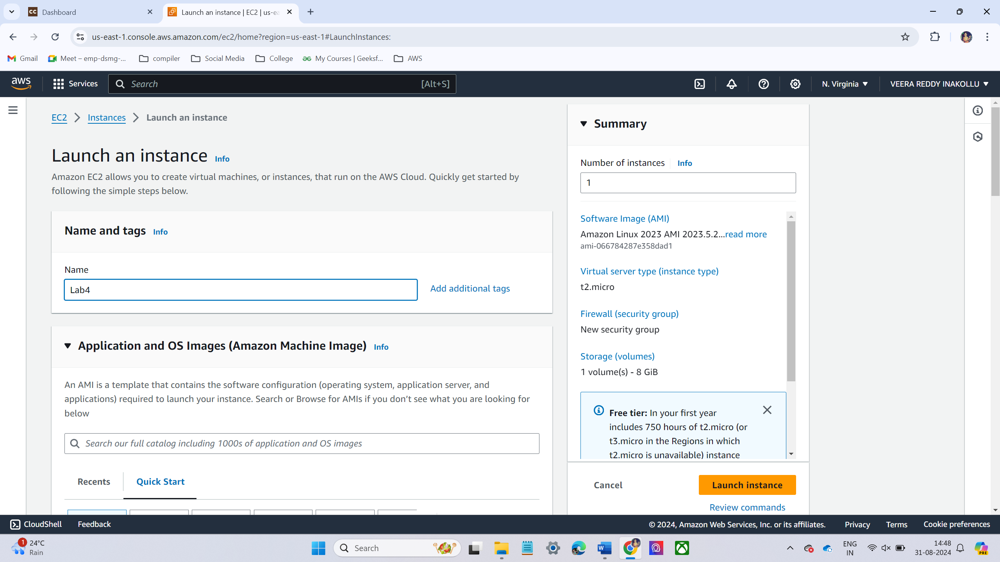 CC Dashboard
Launch an instance | EC2 | us-ea
us-east-1.console.aws.amazon.com/ec2/home?region=us-east-1#LaunchInstances:
Gmail
Meet – emp-dsmg-...
compiler
Social Media
College
My Courses | Geeksf...
AWS
aws
Services
Search
[Alt+S]
N. Virginia
VEERA REDDY INAKOLLU
EC2
Instances
Launch an instance
Launch an instance Info
Amazon EC2 allows you to create virtual machines, or instances, that run on the AWS Cloud. Quickly get started by
following the simple steps below.
Name and tags Info
Name
Lab4
Add additional tags
Application and OS Images (Amazon Machine Image) Info
An AMI is a template that contains the software configuration (operating system, application server, and
applications) required to launch your instance. Search or Browse for AMIs if you don’t see what you are looking for
below
Search our full catalog including 1000s of application and OS images
Recents
Quick Start
Summary
Number of instances Info
1
Software Image (AMI)
Amazon Linux 2023 AMI 2023.5.2...read more
ami-066784287e358dad1
Virtual server type (instance type)
t2.micro
Firewall (security group)
New security group
Storage (volumes)
1 volume(s) - 8 GiB
Free tier: In your first year
includes 750 hours of t2.micro (or
t3.micro in the Regions in which
t2.micro is unavailable) instance
Cancel
Launch instance
Review commands
CloudShell
Feedback
© 2024, Amazon Web Services, Inc. or its affiliates.
Privacy
Terms
Cookie preferences
1
24°C
Rain
Search
W
ENG
IN
14:48
31-08-2024
PRE